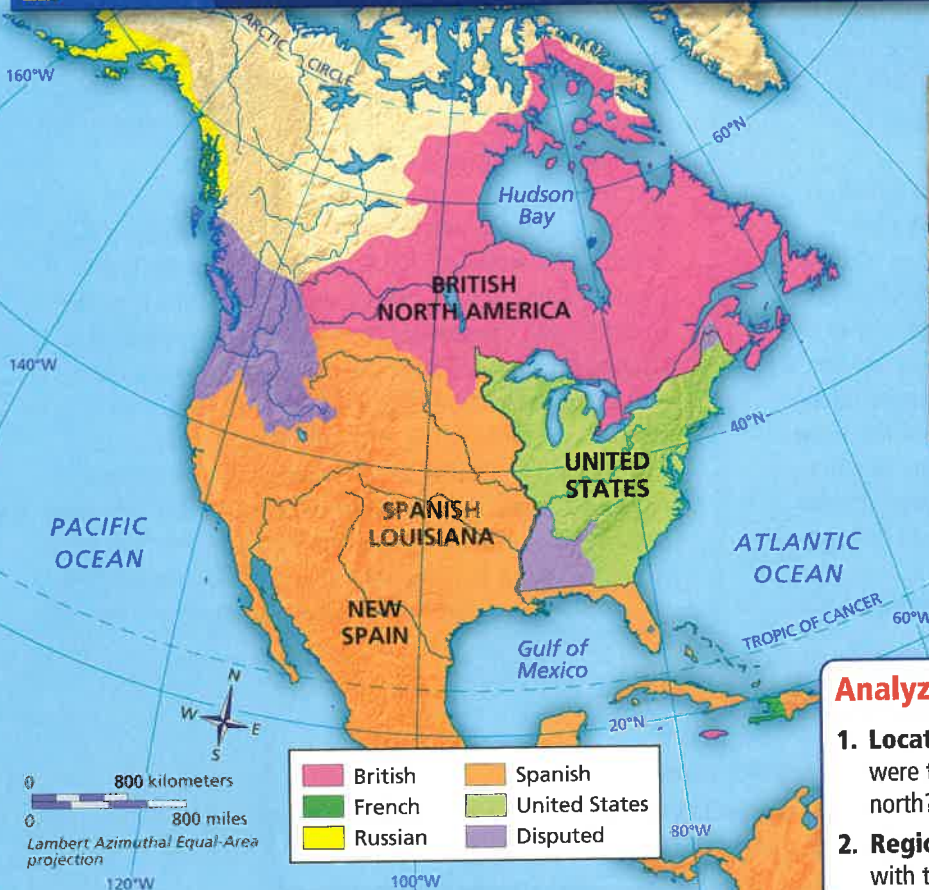 ARCTIC CIRCLE
160°W
60°N
Hudson
Bay
BRITISH
NORTH AMERICA
140°W
40°N
UNITED
STATES
PACIFIC
OCEAN
SPANISH
LOUISIANA
ATLANTIC
OCEAN
NEW
SPAIN
Gulf of
Mexico
TROPIC OF CANCER
60°W
20°N
N
W
E
S
0 800 kilometers
0 800 miles
Lambert Azimuthal Equal-Area
projection
British
French
Russian
Spanish
United States
Disputed
80°W
120°W
100°W
Analyz
1. Locat
were t
north?
2. Regio
with t